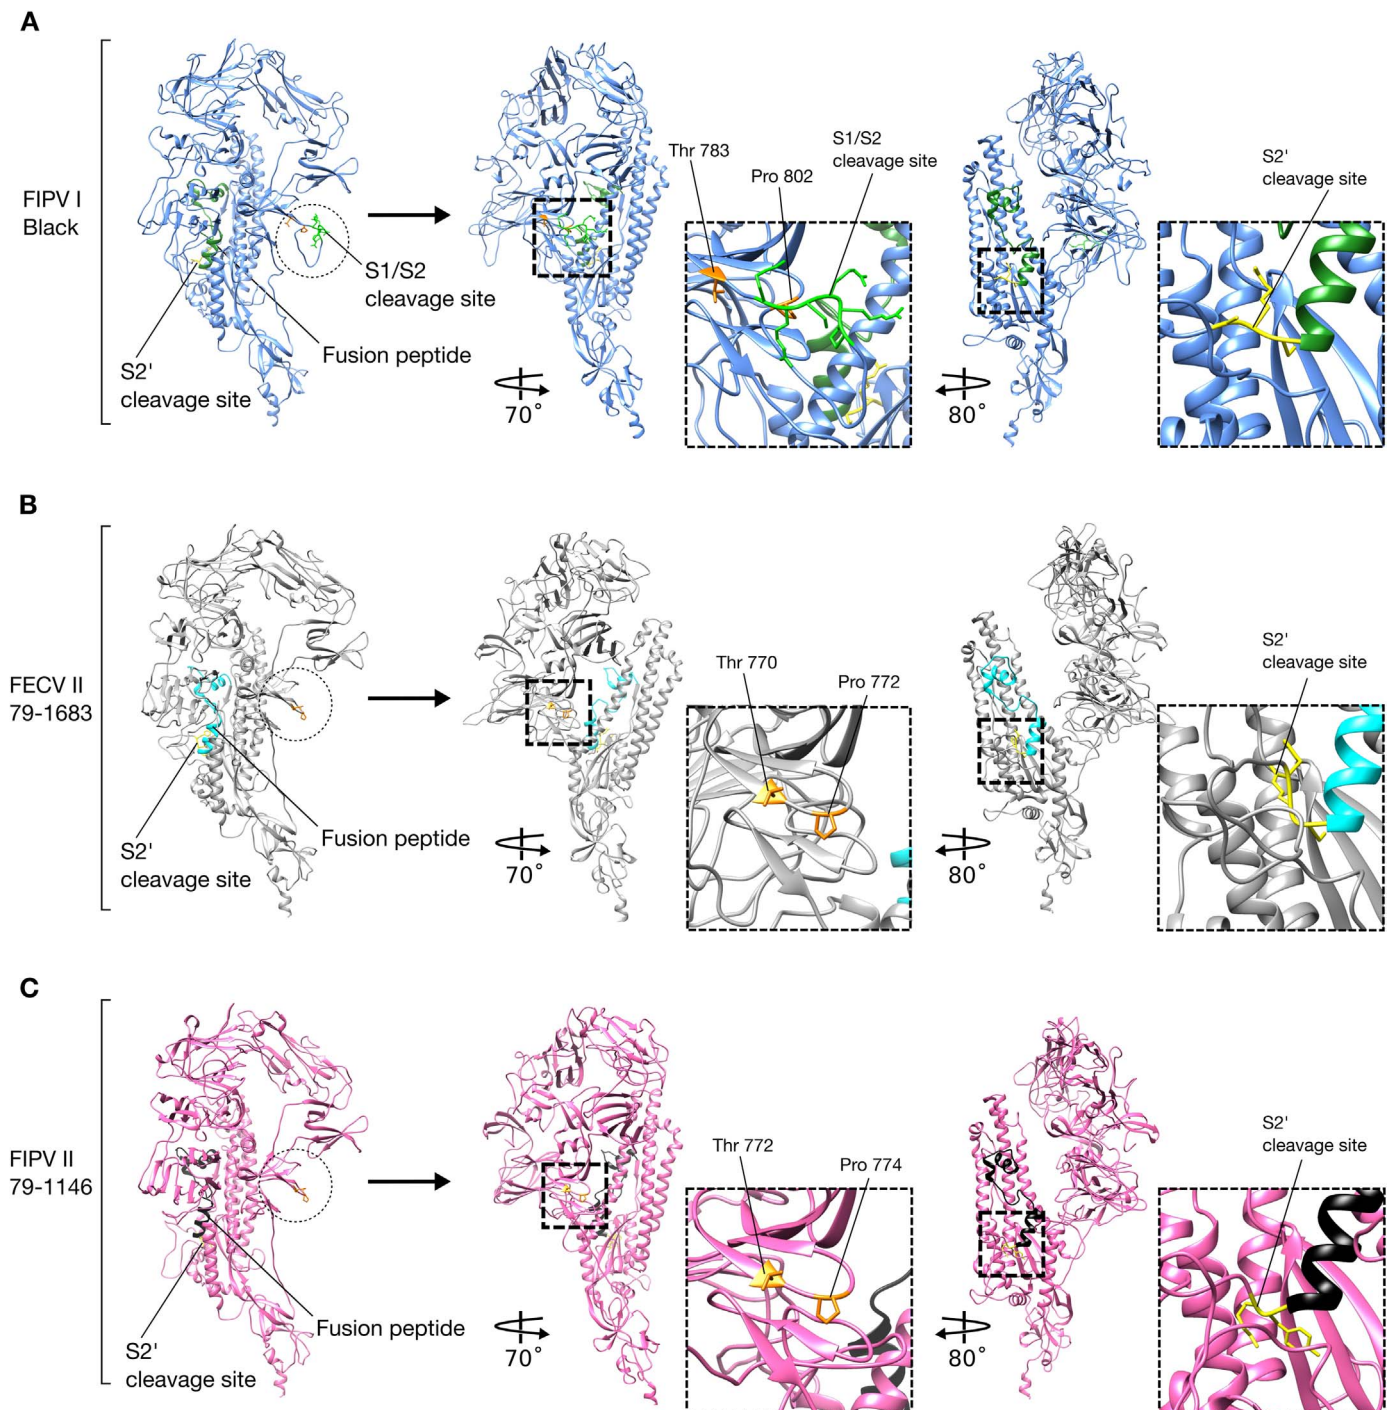 A
FIPV I
Black
S2'
cleavage site
Fusion peptide
S1/S2
cleavage site
70°
Thr 783
Pro 802
S1/S2
cleavage site
80°
S2'
cleavage site
B
FECV II
79-1683
S2'
cleavage site
Fusion peptide
70°
Thr 770
Pro 772
80°
S2'
cleavage site
C
FIPV II
79-1146
S2'
cleavage site
Fusion peptide
70°
Thr 772
Pro 774
80°
S2'
cleavage site